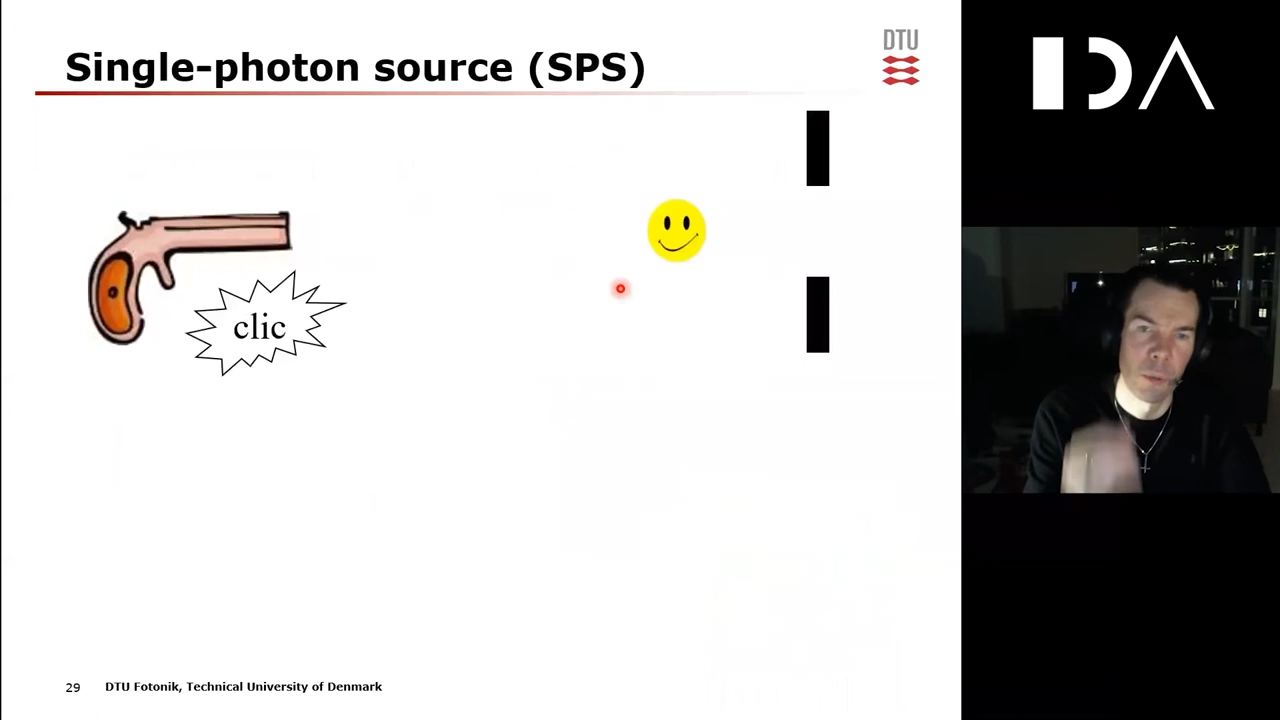 Single-photon source (SPS)
DTU
IDA
clic
29 DTU Fotonik, Technical University of Denmark